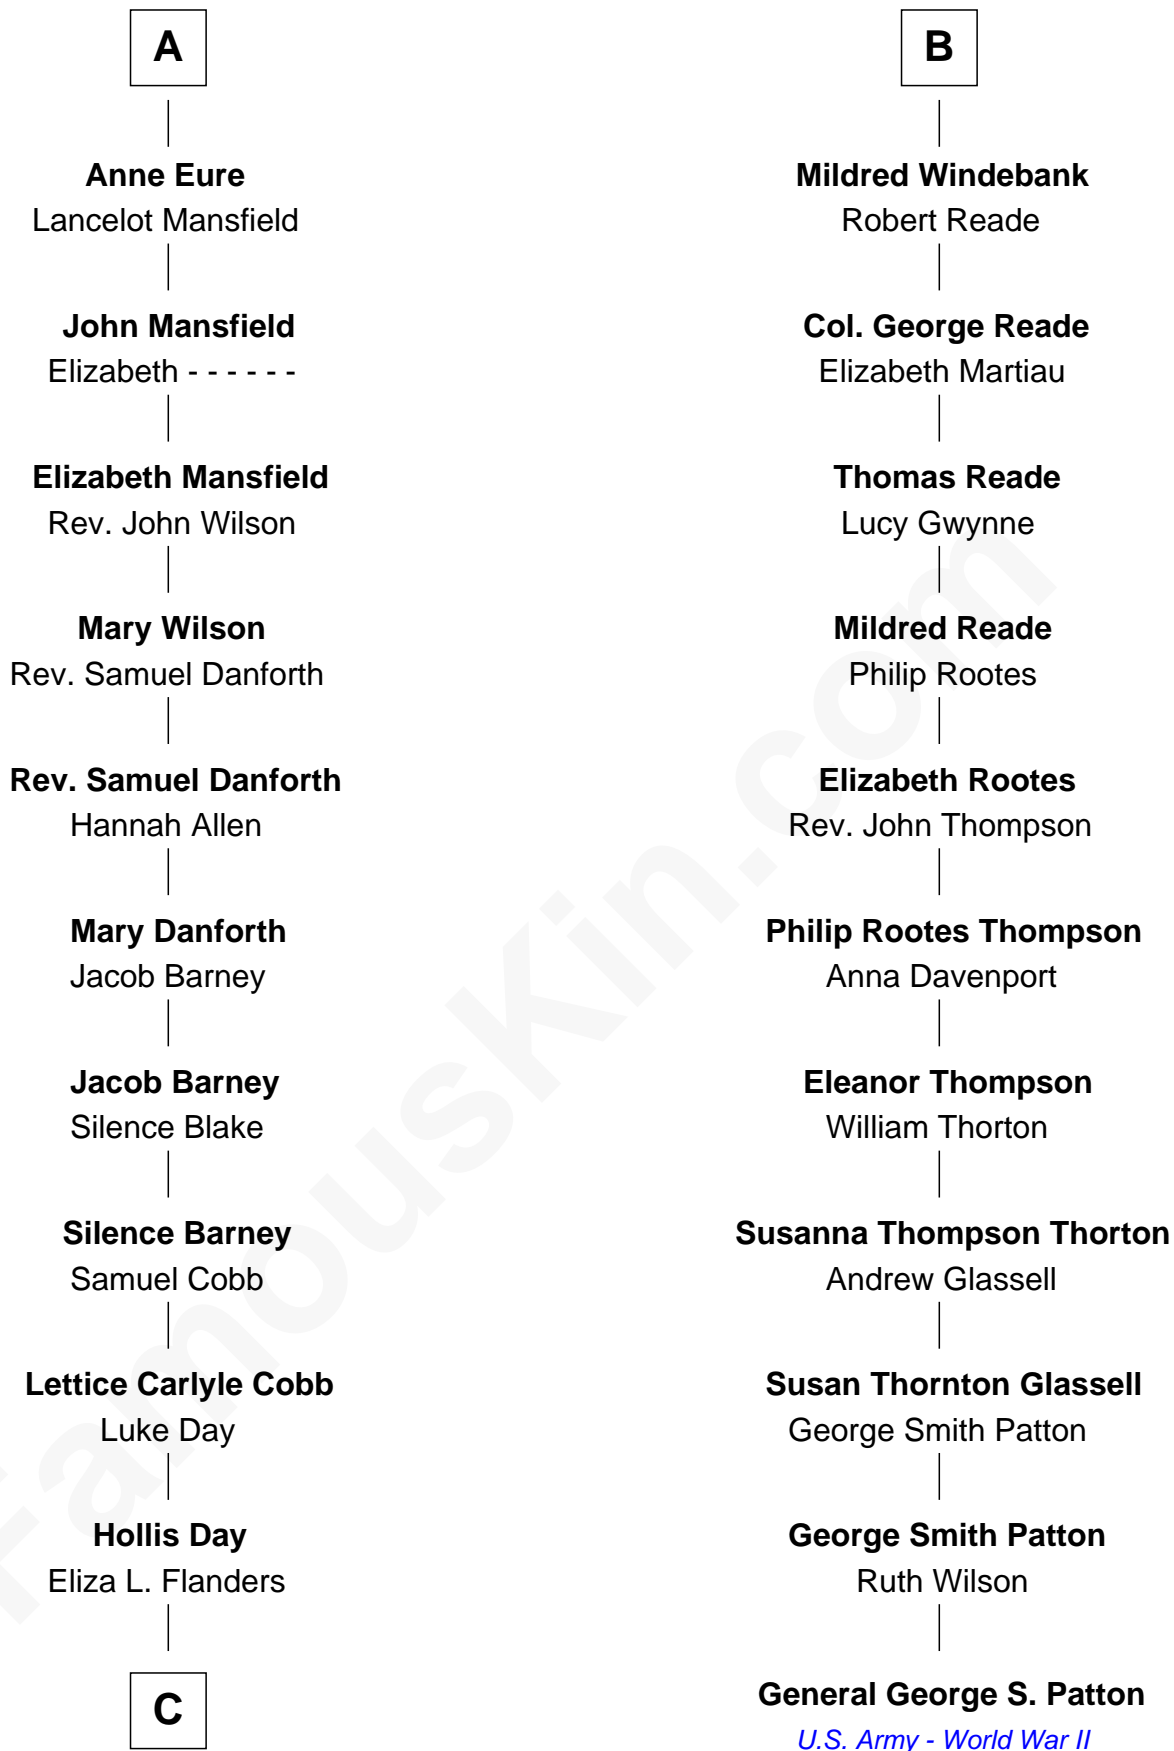 A
Anne Eure
Lancelot Mansfield
John Mansfield
Elizabeth - - - - - -
Elizabeth Mansfield
Rev. John Wilson
Mary Wilson
Rev. Samuel Danforth
Rev. Samuel Danforth
Hannah Allen
Mary Danforth
Jacob Barney
Jacob Barney
Silence Blake
Silence Barney
Samuel Cobb
Lettice Carlyle Cobb
Luke Day
Hollis Day
Eliza L. Flanders
C
B
Mildred Windebank
Robert Reade
Col. George Reade
Elizabeth Martiau
Thomas Reade
Lucy Gwynne
Mildred Reade
Philip Rootes
Elizabeth Rootes
Rev. John Thompson
Philip Rootes Thompson
Anna Davenport
Eleanor Thompson
William Thorton
Susanna Thompson Thorton
Andrew Glassell
Susan Thornton Glassell
George Smith Patton
George Smith Patton
Ruth Wilson
General George S. Patton
U.S. Army - World War II
FamousKin.com